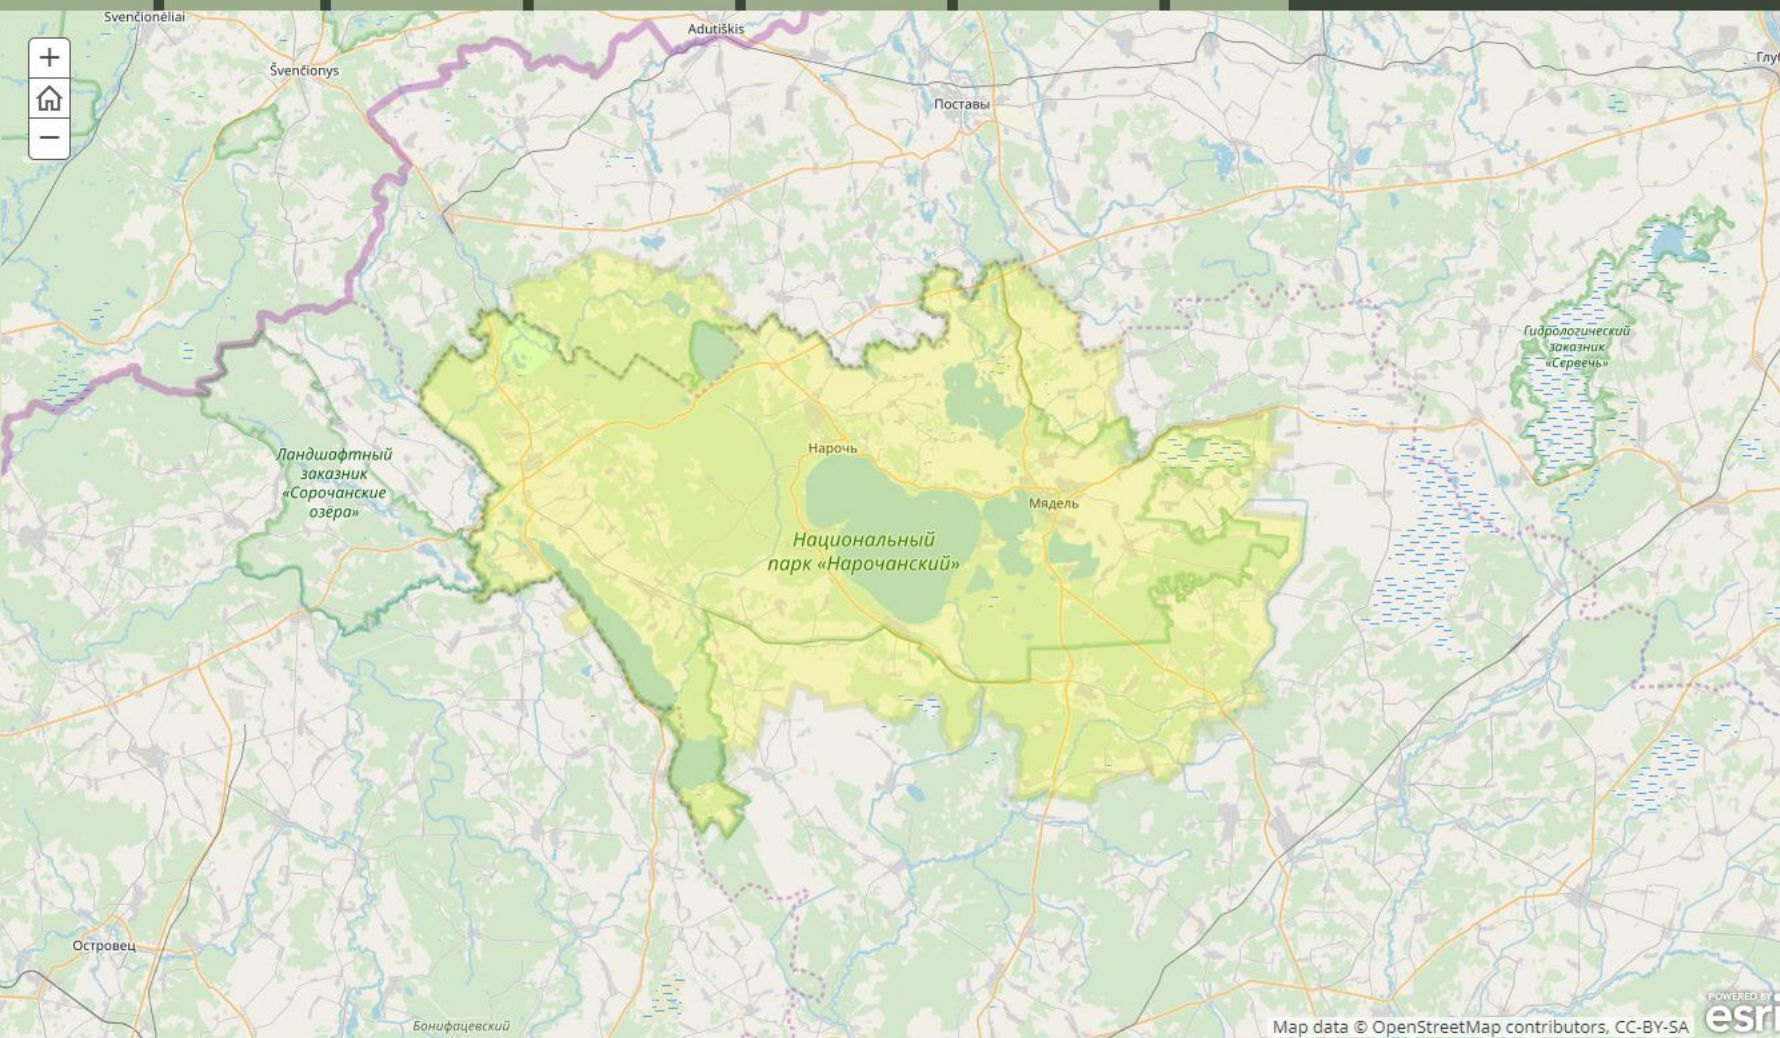 Švenčionėliai
Adutiškis
Švenčionys
Поставы
Гидрологический
заказник
«Сервечь»
Нарочь
Ландшафтный
заказник
«Сорочанские
озёра»
Мядель
Национальный
парк «Нарочанский»
Островец
Бонифацевский
POWERED BY
esri
Map data © OpenStreetMap contributors, CC-BY-SA
+
−